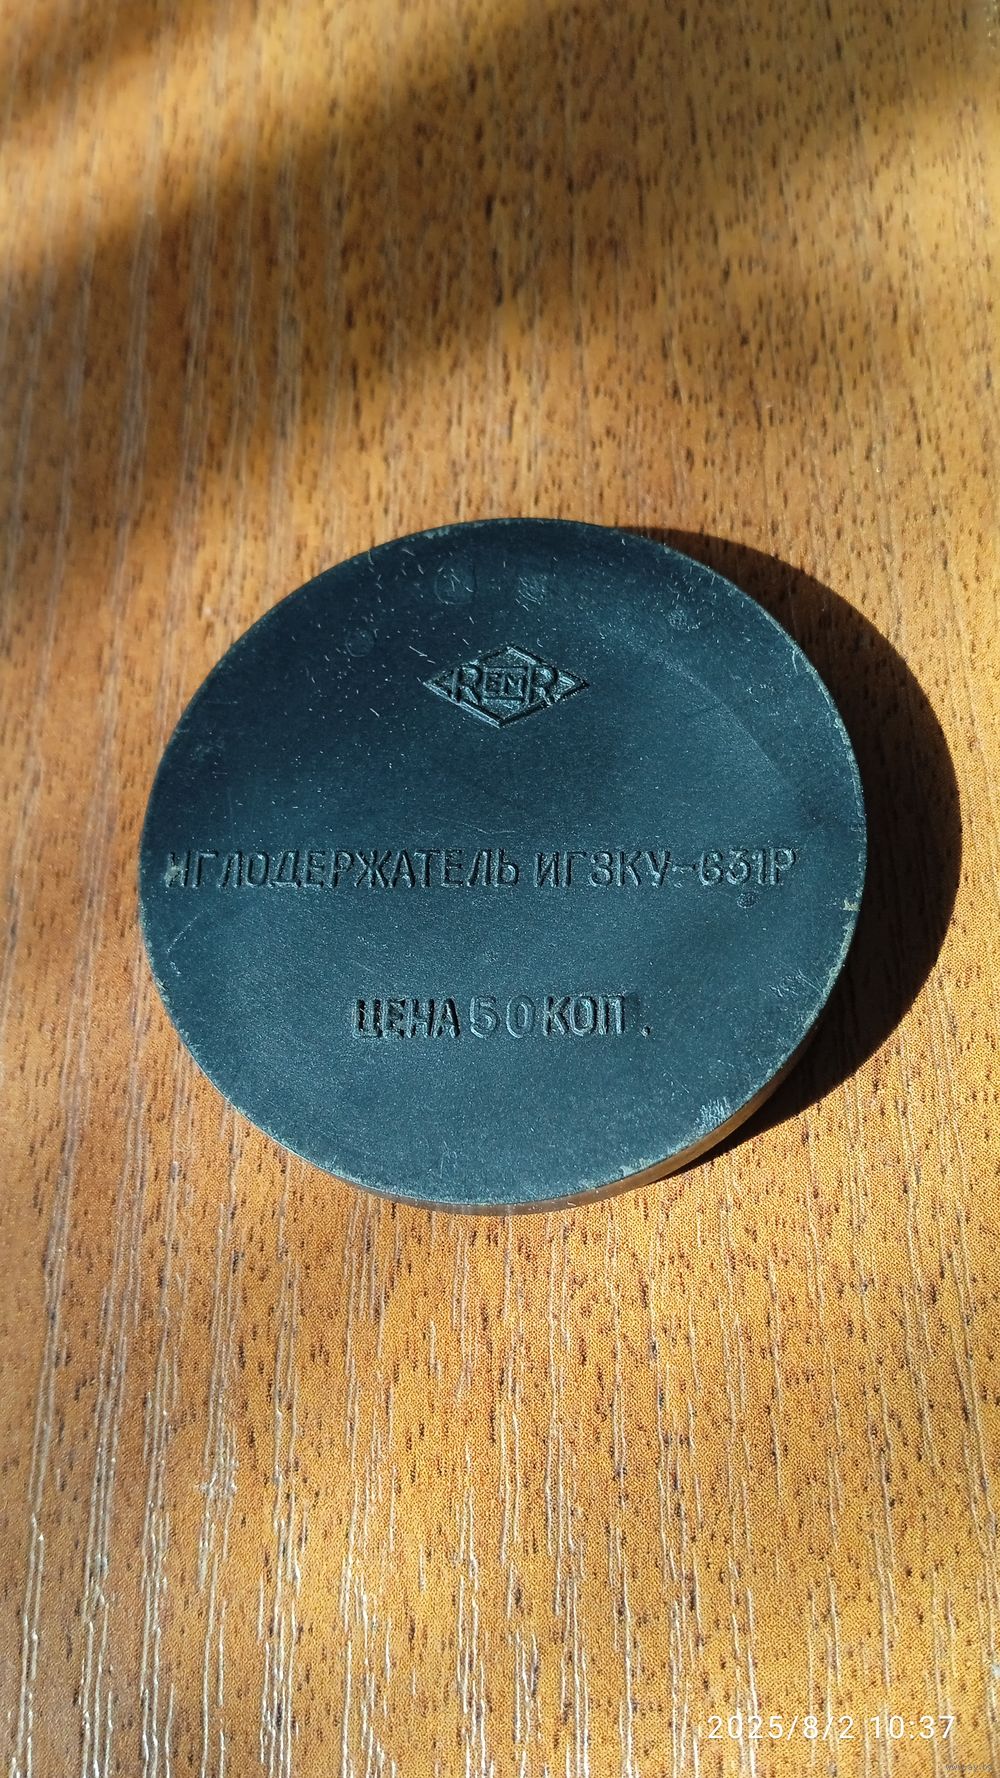 REMR
ИГЛОДЕРЖАТЕЛЬ ИГЗКУ-631Р
ЦЕНА 50 КОП.
2025/8/2 10:37